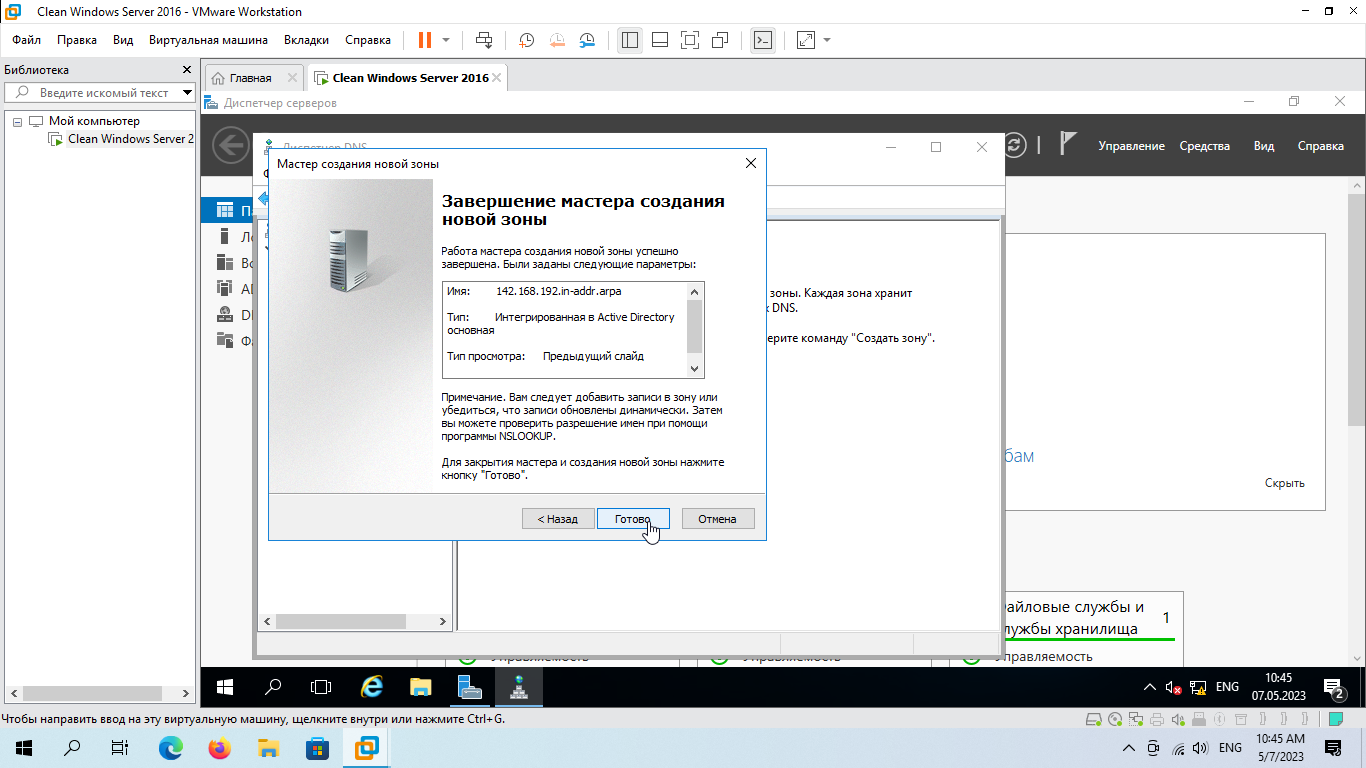 Clean Windows Server 2016 - VMware Workstation
Файл Правка Вид Виртуальная машина Вкладки Справка
Библиотека
Введите искомый текст
Мой компьютер
Clean Windows Server 2
Главная
Clean Windows Server 2016
Диспетчер серверов
Управление Средства Вид Справка
Диспетчер DNS
Мастер создания новой зоны
Завершение мастера создания
новой зоны
Работа мастера создания новой зоны успешно
завершена. Были заданы следующие параметры:
Имя: 142.168.192.in-addr.arpa
Тип: Интегрированная в Active Directory
основная
Тип просмотра: Предыдущий слайд
Примечание. Вам следует добавить записи в зону или
убедиться, что записи обновлены динамически. Затем
вы можете проверить разрешение имен при помощи
программы NSLOOKUP.
Для закрытия мастера и создания новой зоны нажмите
кнопку "Готово".
< Назад Готово Отмена
зоны. Каждая зона хранит
DNS.
ерите команду "Создать зону".
бам
Скрыть
айловые службы и
лужбы хранилища
1
Управляемость
Управляемость
Управляемость
ENG
10:45
07.05.2023
2
Чтобы направить ввод на эту виртуальную машину, щелкните внутри или нажмите Ctrl+G.
ENG
10:45 AM
5/7/2023